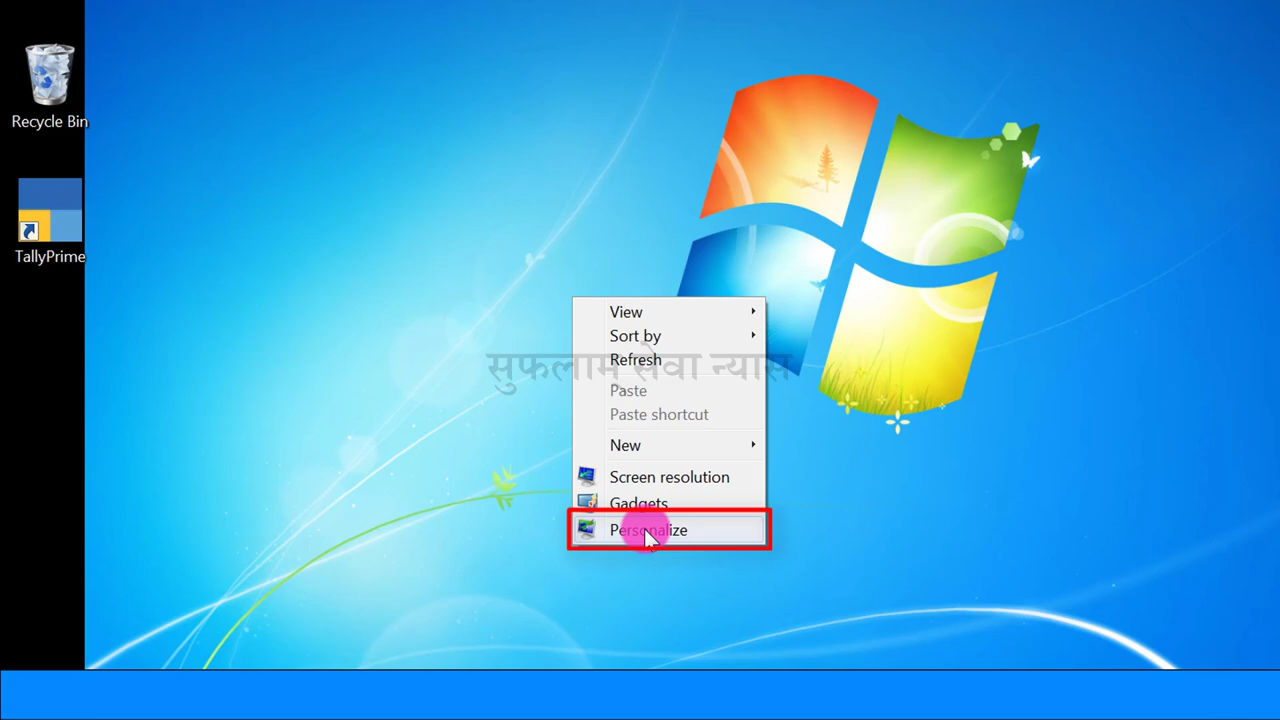 Recycle Bin
TallyPrime
View
Sort by
Refresh
सुफलाम सेवा न्यास
Paste
Paste shortcut
New
Screen resolution
Gadgets
Personalize